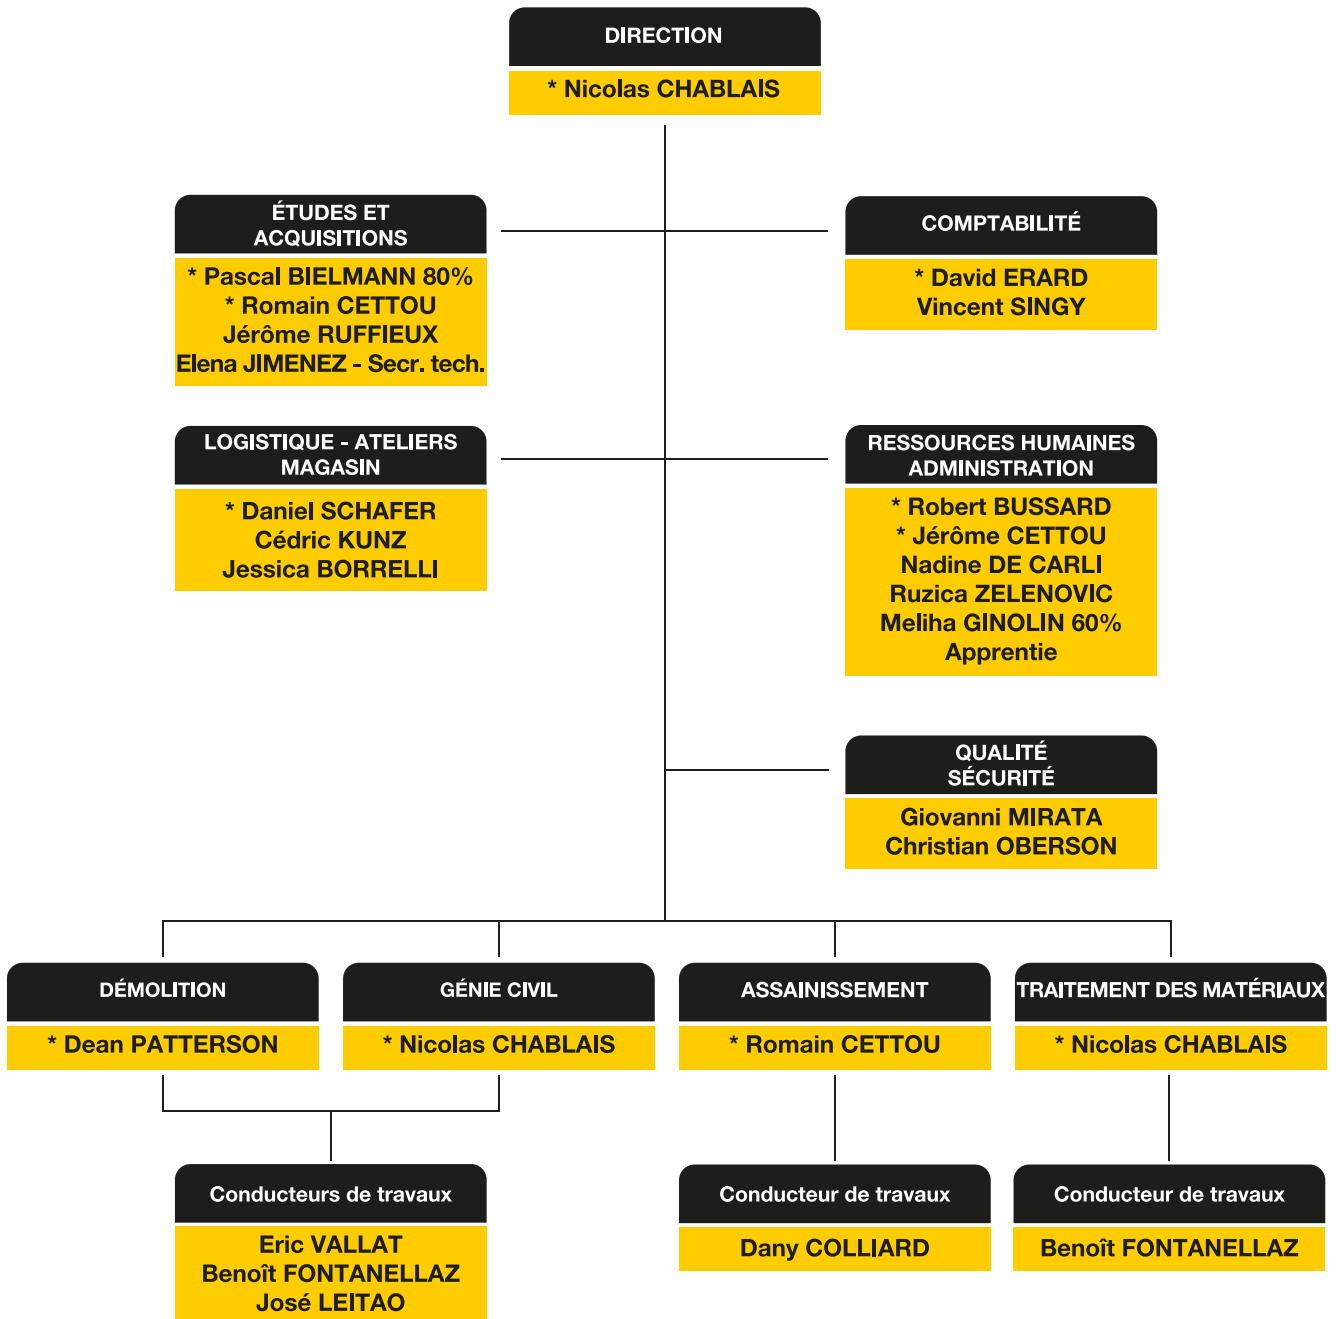 DIRECTION
* Nicolas CHABLAIS
ÉTUDES ET
ACQUISITIONS
* Pascal BIELMANN 80%
* Romain CETTOU
Jérôme RUFFIEUX
Elena JIMENEZ - Secr. tech.
COMPTABILITÉ
* David ERARD
Vincent SINGY
LOGISTIQUE - ATELIERS
MAGASIN
* Daniel SCHAFER
Cédric KUNZ
Jessica BORRELLI
RESSOURCES HUMAINES
ADMINISTRATION
* Robert BUSSARD
* Jérôme CETTOU
Nadine DE CARLI
Ruzica ZELENOVIC
Meliha GINOLIN 60%
Apprentie
QUALITÉ
SÉCURITÉ
Giovanni MIRATA
Christian OBERSON
DÉMOLITION
* Dean PATTERSON
GÉNIE CIVIL
* Nicolas CHABLAIS
ASSAINISSEMENT
* Romain CETTOU
TRAITEMENT DES MATÉRIAUX
* Nicolas CHABLAIS
Conducteurs de travaux
Eric VALLAT
Benoît FONTANELLAZ
José LEITAO
Conducteur de travaux
Dany COLLIARD
Conducteur de travaux
Benoît FONTANELLAZ